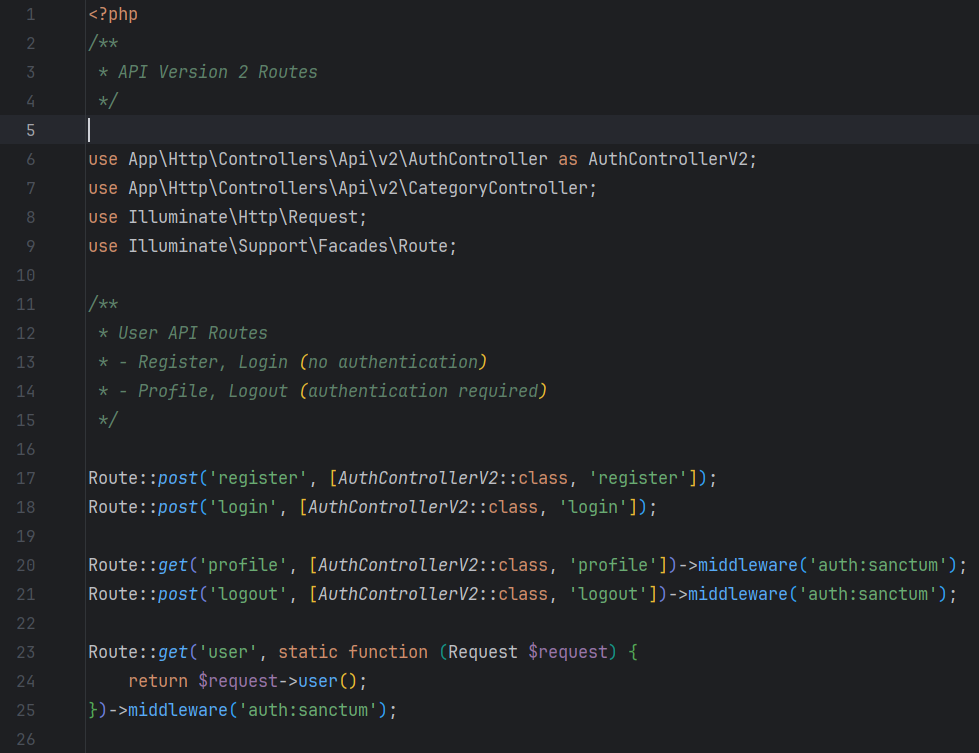 1 <?php
2 /**
3  * API Version 2 Routes
4  */
5
6 use App\Http\Controllers\Api\v2\AuthController as AuthControllerV2;
7 use App\Http\Controllers\Api\v2\CategoryController;
8 use Illuminate\Http\Request;
9 use Illuminate\Support\Facades\Route;
10
11 /**
12  * User API Routes
13  * - Register, Login (no authentication)
14  * - Profile, Logout (authentication required)
15  */
16
17 Route::post('register', [AuthControllerV2::class, 'register']);
18 Route::post('login', [AuthControllerV2::class, 'login']);
19
20 Route::get('profile', [AuthControllerV2::class, 'profile'])->middleware('auth:sanctum');
21 Route::post('logout', [AuthControllerV2::class, 'logout'])->middleware('auth:sanctum');
22
23 Route::get('user', static function (Request $request) {
24     return $request->user();
25 })->middleware('auth:sanctum');
26